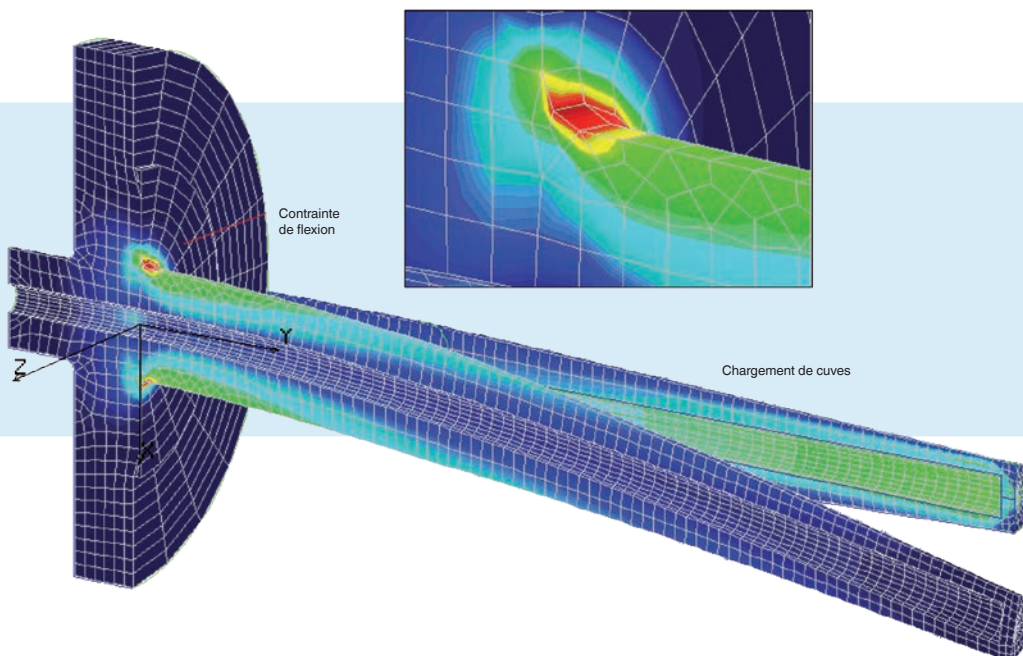 Contrainte
de flexion
Y
Z
Chargement de cuves
X